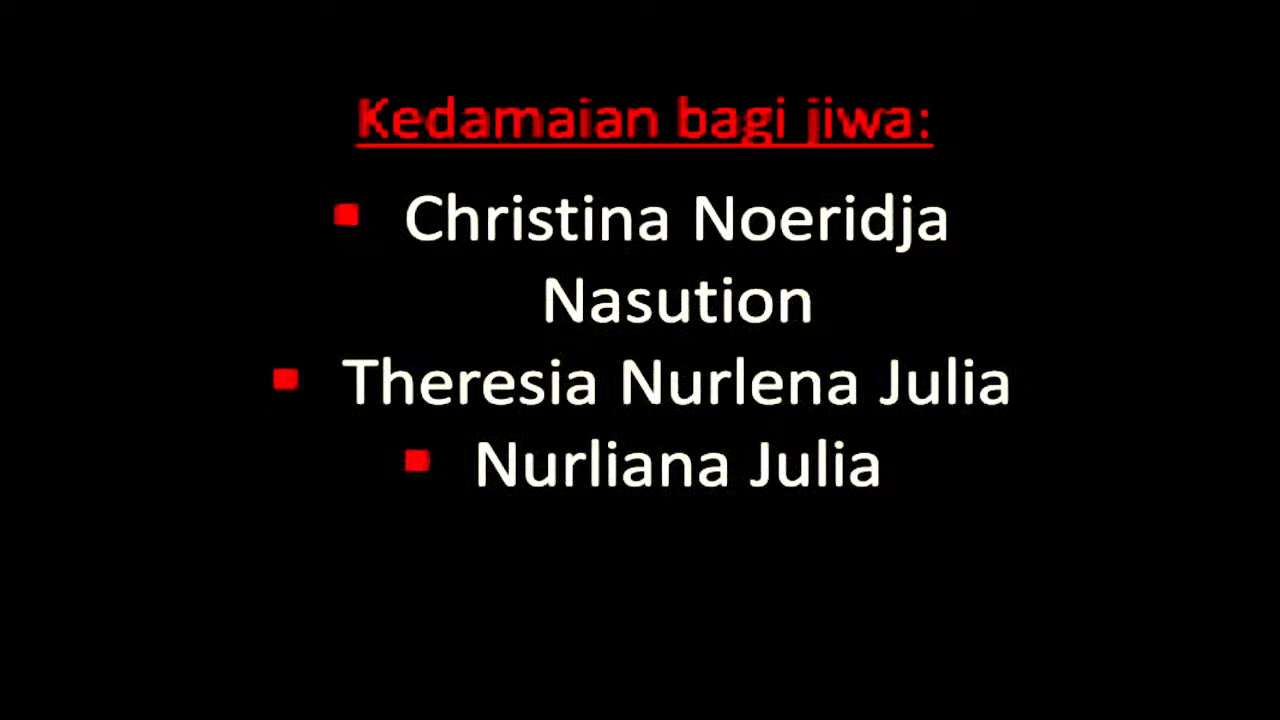 Kedamaian bagi jiwa:
▪ Christina Noeridja
Nasution
▪ Theresia Nurlena Julia
▪ Nurliana Julia